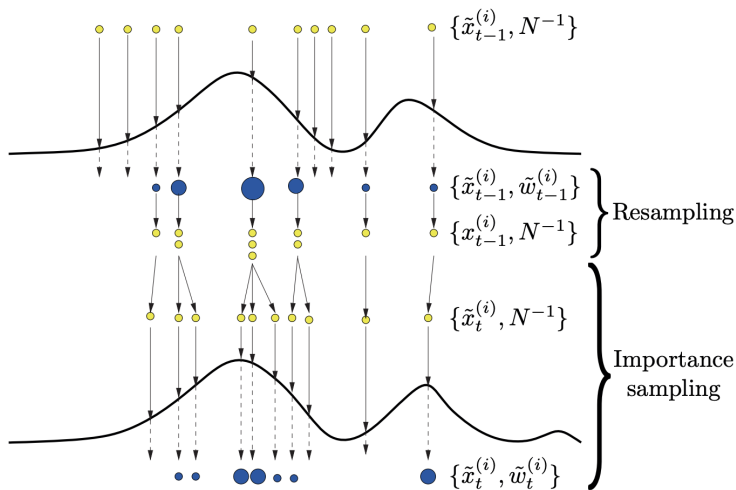 {x̃_{t-1}^{(i)}, N^{-1}}
{x̃_{t-1}^{(i)}, w̃_{t-1}^{(i)}}
Resampling
{x_{t-1}^{(i)}, N^{-1}}
{x̃_t^{(i)}, N^{-1}}
Importance
sampling
{x̃_t^{(i)}, w̃_t^{(i)}}